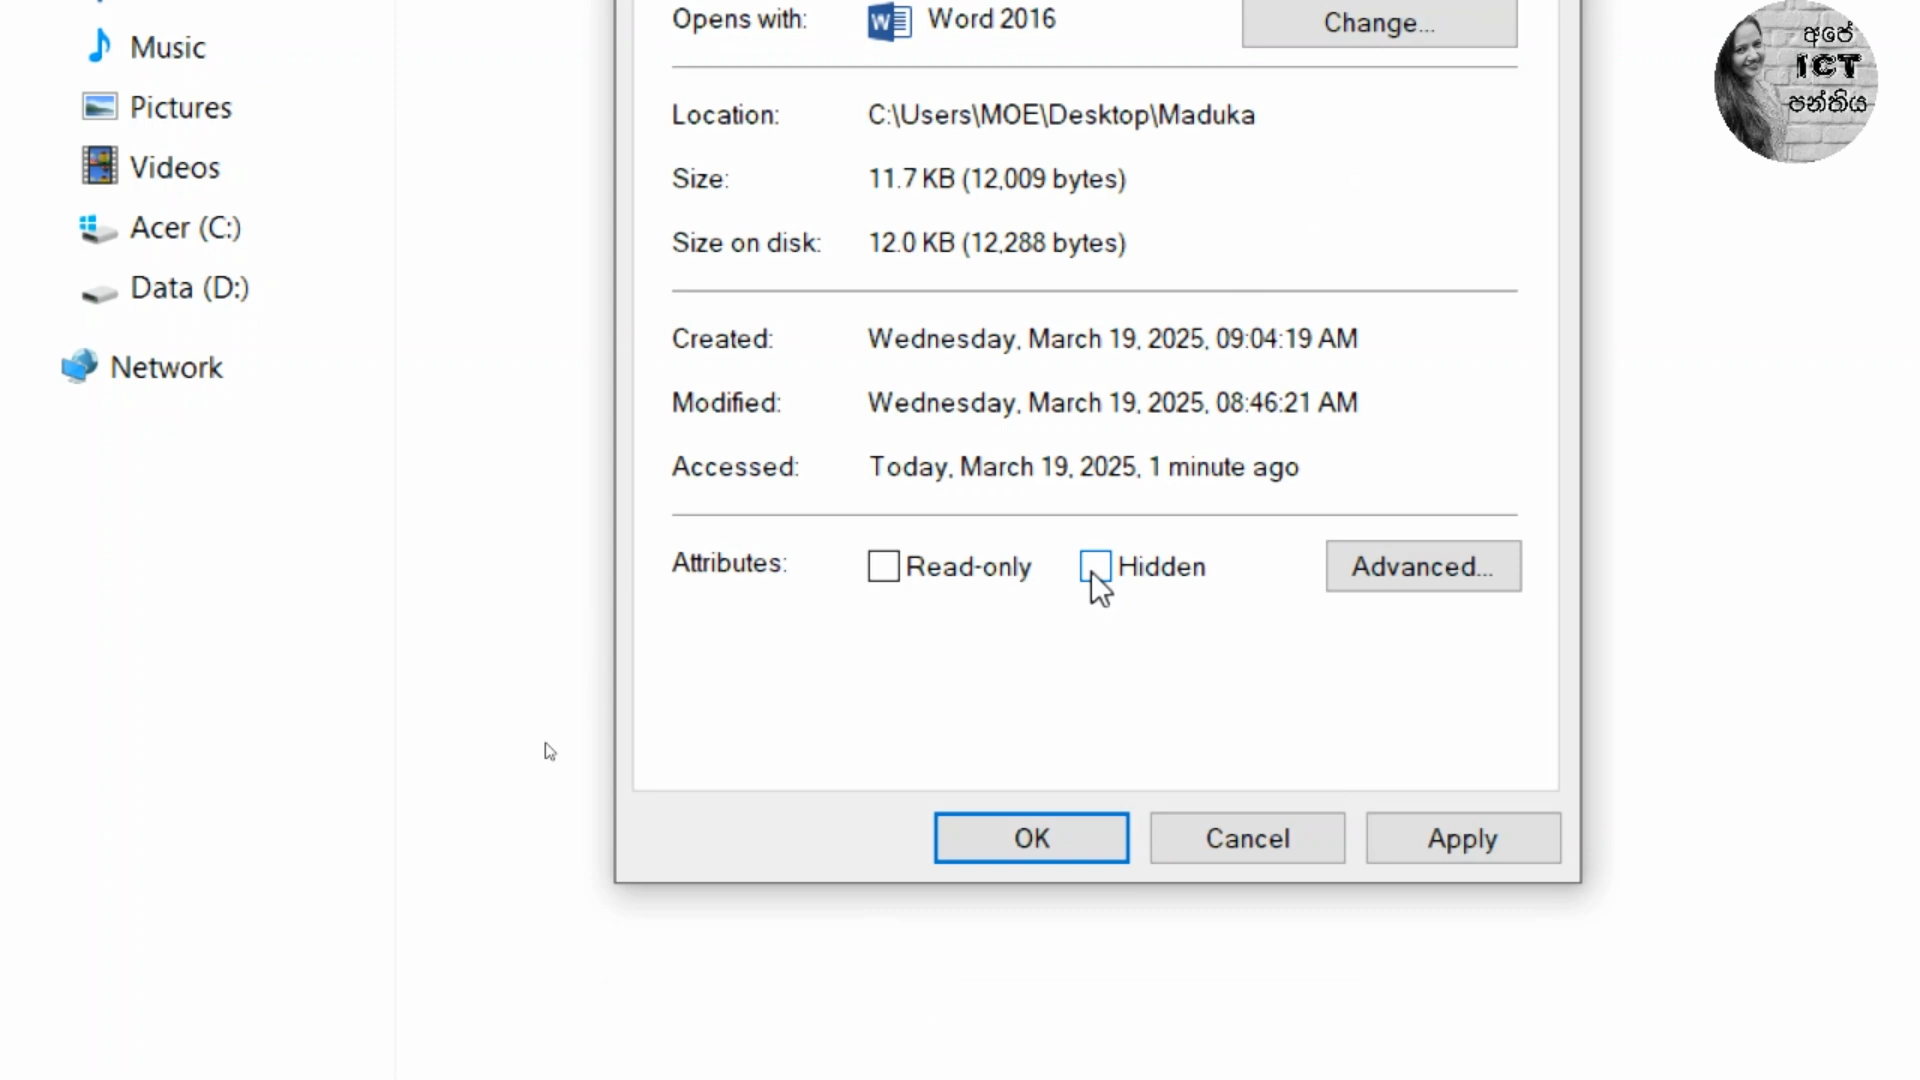 Music
Pictures
Videos
Acer (C:)
Data (D:)
Network
Opens with: Word 2016 Change...
Location: C:\Users\MOE\Desktop\Maduka
Size: 11.7 KB (12,009 bytes)
Size on disk: 12.0 KB (12,288 bytes)
Created: Wednesday, March 19, 2025, 09:04:19 AM
Modified: Wednesday, March 19, 2025, 08:46:21 AM
Accessed: Today, March 19, 2025, 1 minute ago
Attributes: Read-only Hidden Advanced...
OK Cancel Apply
අපේ
ICT
පන්තිය